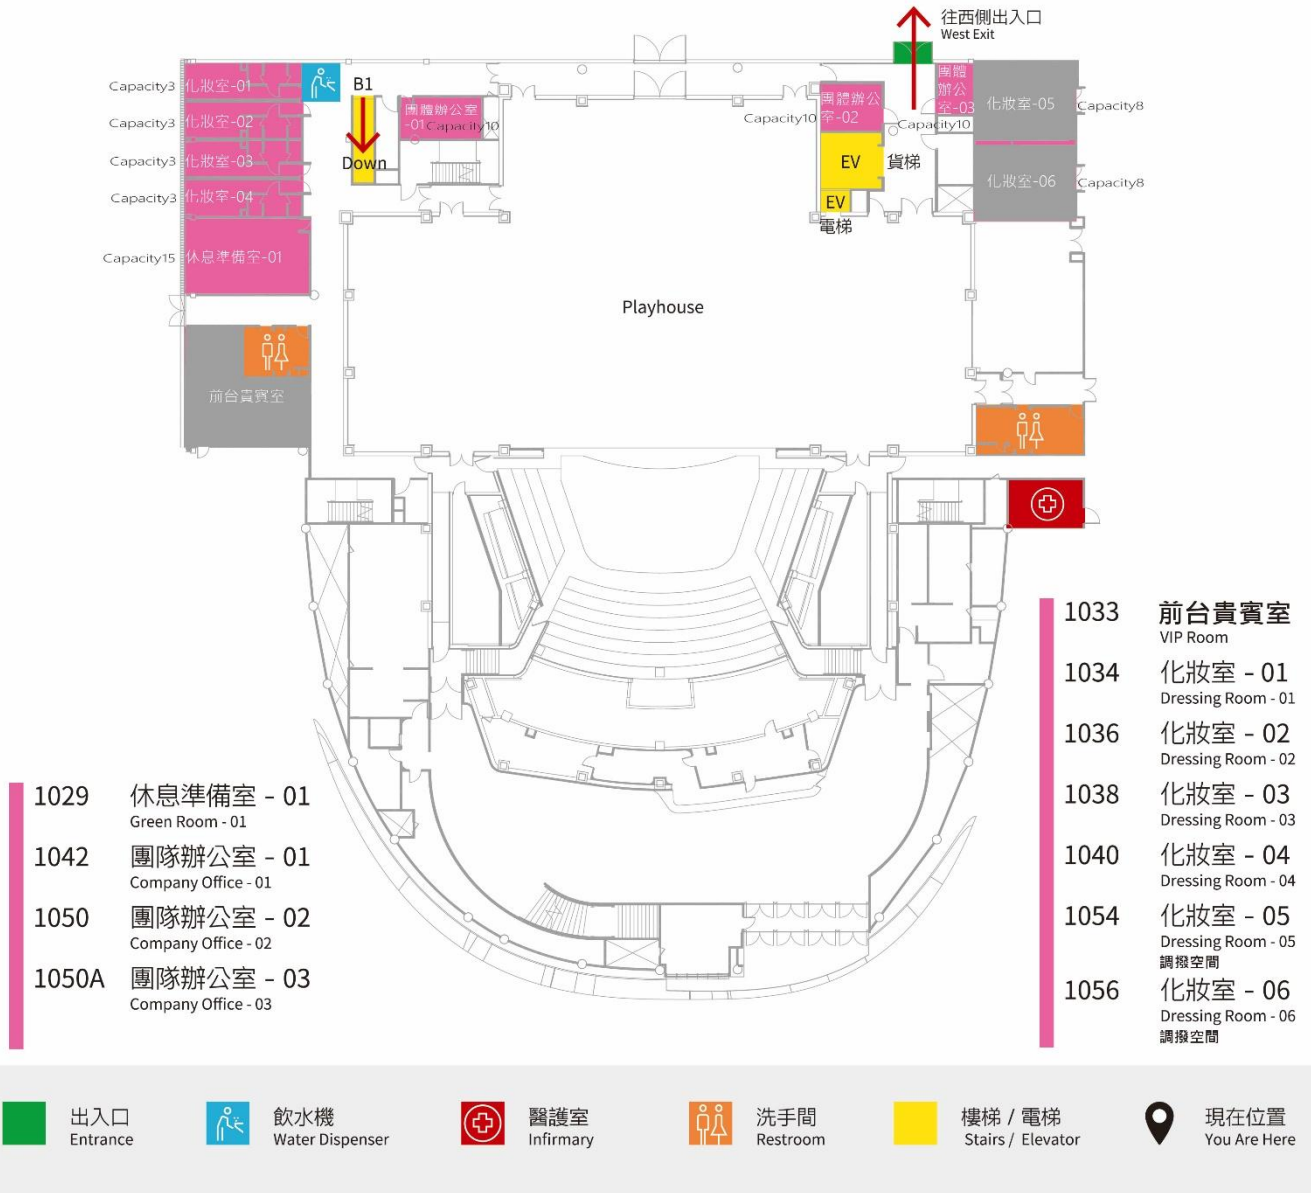 往西側出入口
West Exit
Capacity3
化妝室-01
B1
團體辦公室
-01
Capacity10
團體辦公
室-02
Capacity10
團體
辦公
室-03
Capacity10
化妝室-05
Capacity8
Capacity3
化妝室-02
Capacity3
化妝室-03
Down
EV
貨梯
化妝室-06
Capacity8
Capacity3
化妝室-04
EV
電梯
Capacity15
休息準備室-01
Playhouse
前台貴賓室
1029
休息準備室 - 01
Green Room - 01
1042
團隊辦公室 - 01
Company Office - 01
1050
團隊辦公室 - 02
Company Office - 02
1050A
團隊辦公室 - 03
Company Office - 03
1033
前台貴賓室
VIP Room
1034
化妝室 - 01
Dressing Room - 01
1036
化妝室 - 02
Dressing Room - 02
1038
化妝室 - 03
Dressing Room - 03
1040
化妝室 - 04
Dressing Room - 04
1054
化妝室 - 05
Dressing Room - 05
調撥空間
1056
化妝室 - 06
Dressing Room - 06
調撥空間
出入口
Entrance
飲水機
Water Dispenser
醫護室
Infirmary
洗手間
Restroom
樓梯 / 電梯
Stairs / Elevator
現在位置
You Are Here